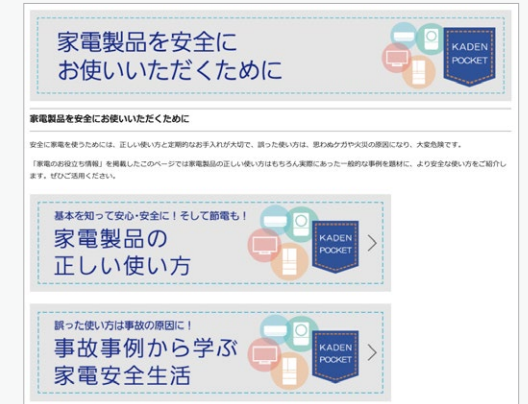 家電製品を安全に
お使いいただくために
KADEN
POCKET
家電製品を安全にお使いいただくために
安全に家電を使うためには、正しい使い方と定期的なお手入れが大切で、誤った使い方は、思わぬケガや火災の原因になり、大変危険です。
「家電のお役立ち情報」を掲載したこのページでは家電製品の正しい使い方はもちろん実際にあった一般的な事例を題材に、より安全な使い方をご紹介し
ます。ぜひご活用ください。
基本を知って安心・安全に！そして節電も！
家電製品の
正しい使い方
KADEN
POCKET
誤った使い方は事故の原因に！
事故事例から学ぶ
家電安全生活
KADEN
POCKET